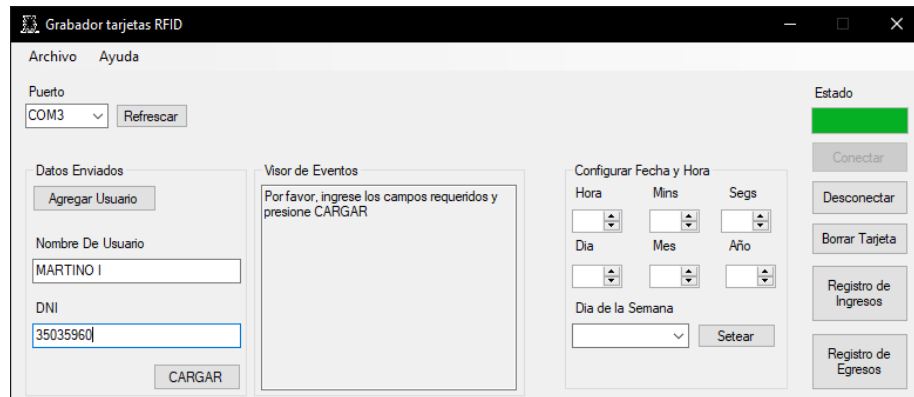 Grabador tarjetas RFID
Archivo Ayuda
Puerto
COM3
Refrescar
Estado
Conectar
Desconectar
Borrar Tarjeta
Registro de
Ingresos
Registro de
Egresos
Datos Enviados
Agregar Usuario
Nombre De Usuario
MARTINO I
DNI
35035960
CARGAR
Visor de Eventos
Por favor, ingrese los campos requeridos y
presione CARGAR
Configurar Fecha y Hora
Hora Mins Segs
Dia Mes Año
Dia de la Semana
Setear